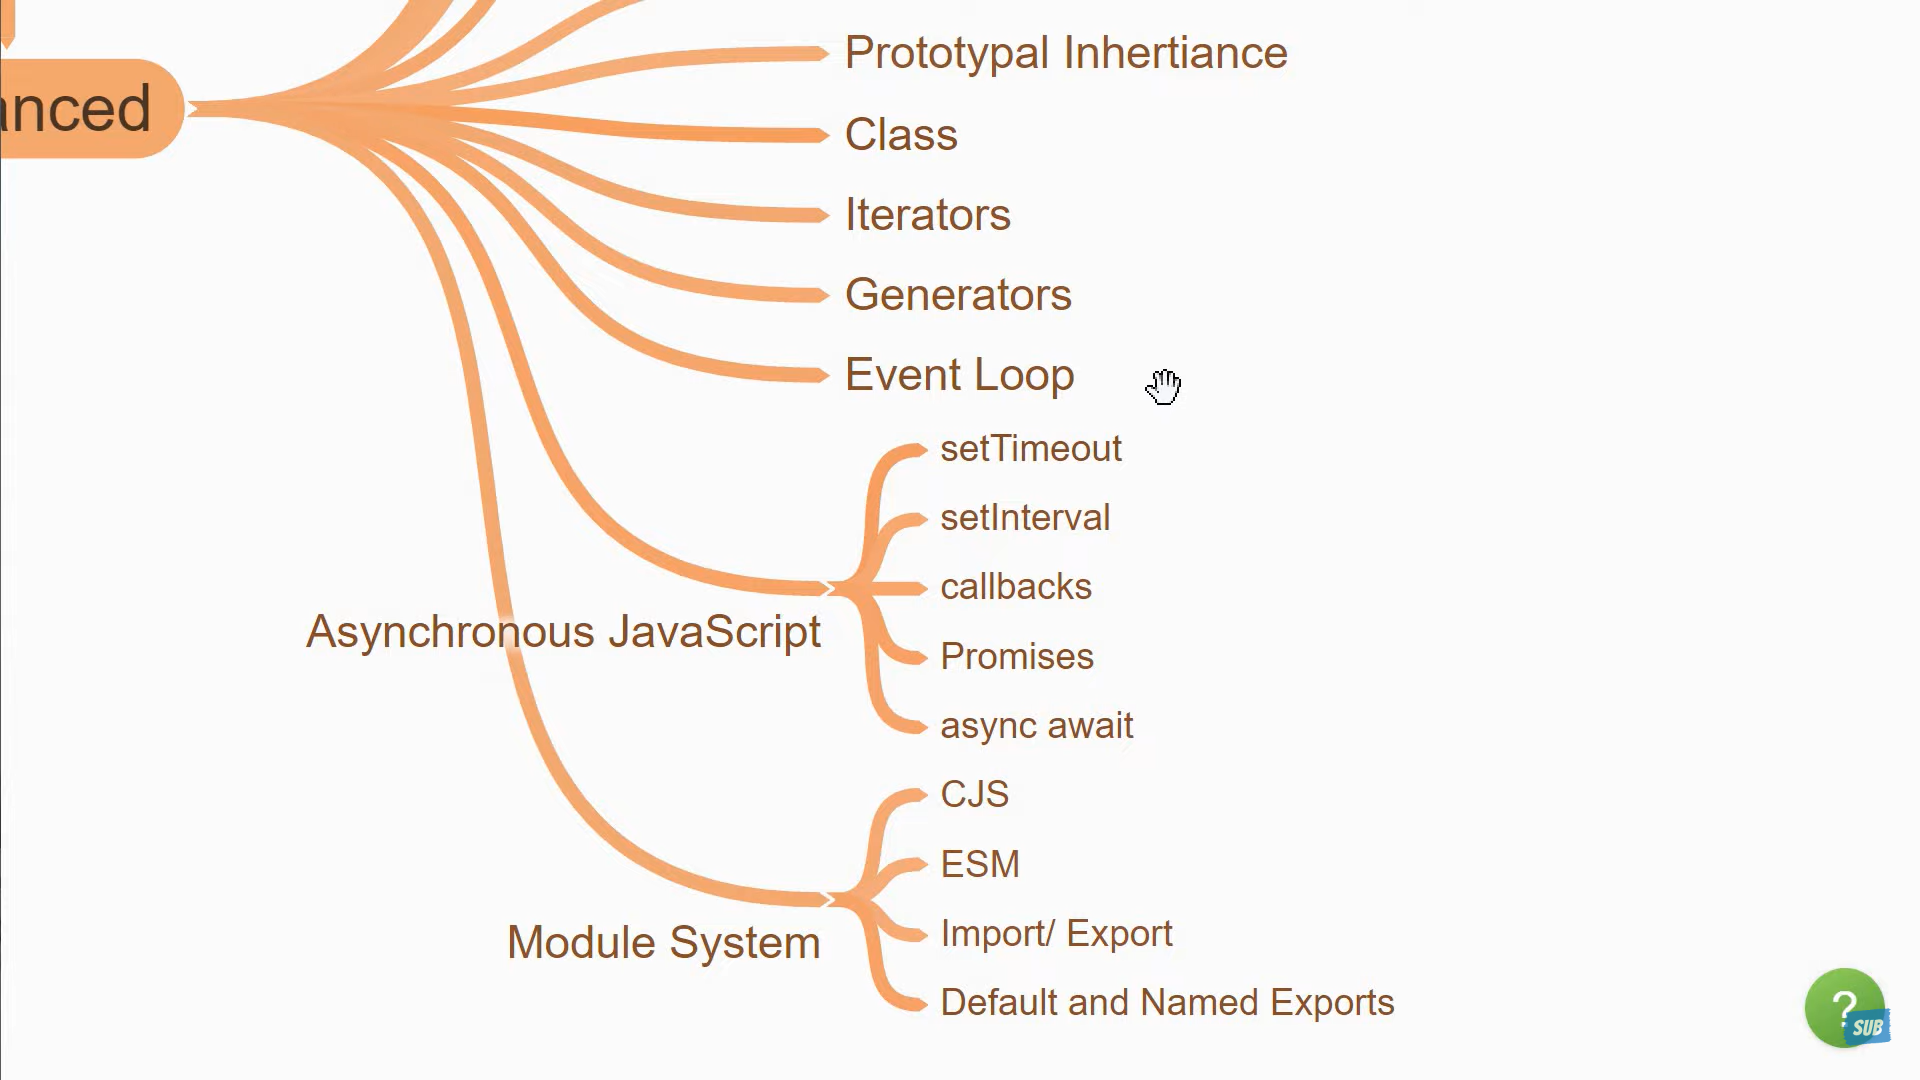 anced
Prototypal Inhertiance
Class
Iterators
Generators
Event Loop
Asynchronous JavaScript
setTimeout
setInterval
callbacks
Promises
async await
Module System
CJS
ESM
Import/ Export
Default and Named Exports
?
SUB